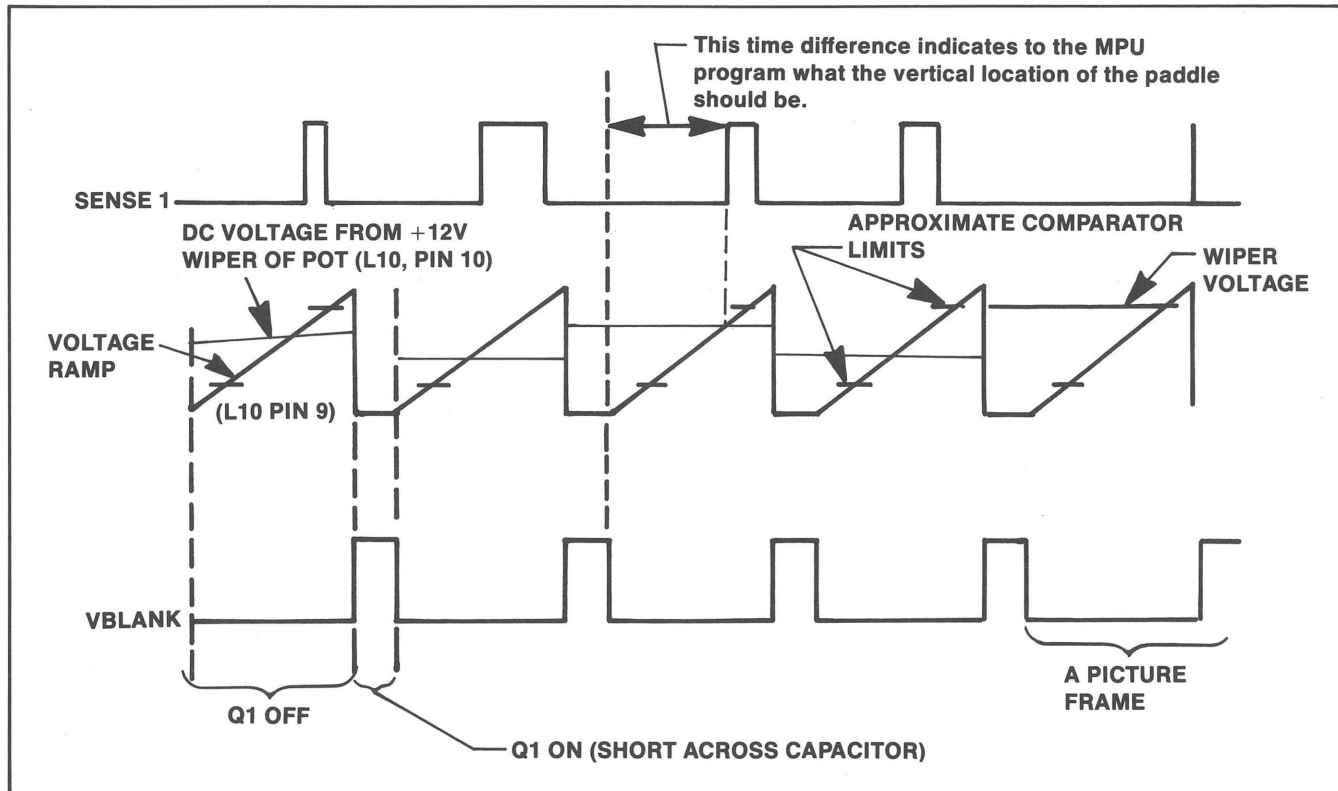 This time difference indicates to the MPU
program what the vertical location of the paddle
should be.
SENSE 1
DC VOLTAGE FROM +12V
WIPER OF POT (L10, PIN 10)
APPROXIMATE COMPARATOR
LIMITS
WIPER
VOLTAGE
VOLTAGE
RAMP
(L10 PIN 9)
VBLANK
Q1 OFF
A PICTURE
FRAME
Q1 ON (SHORT ACROSS CAPACITOR)